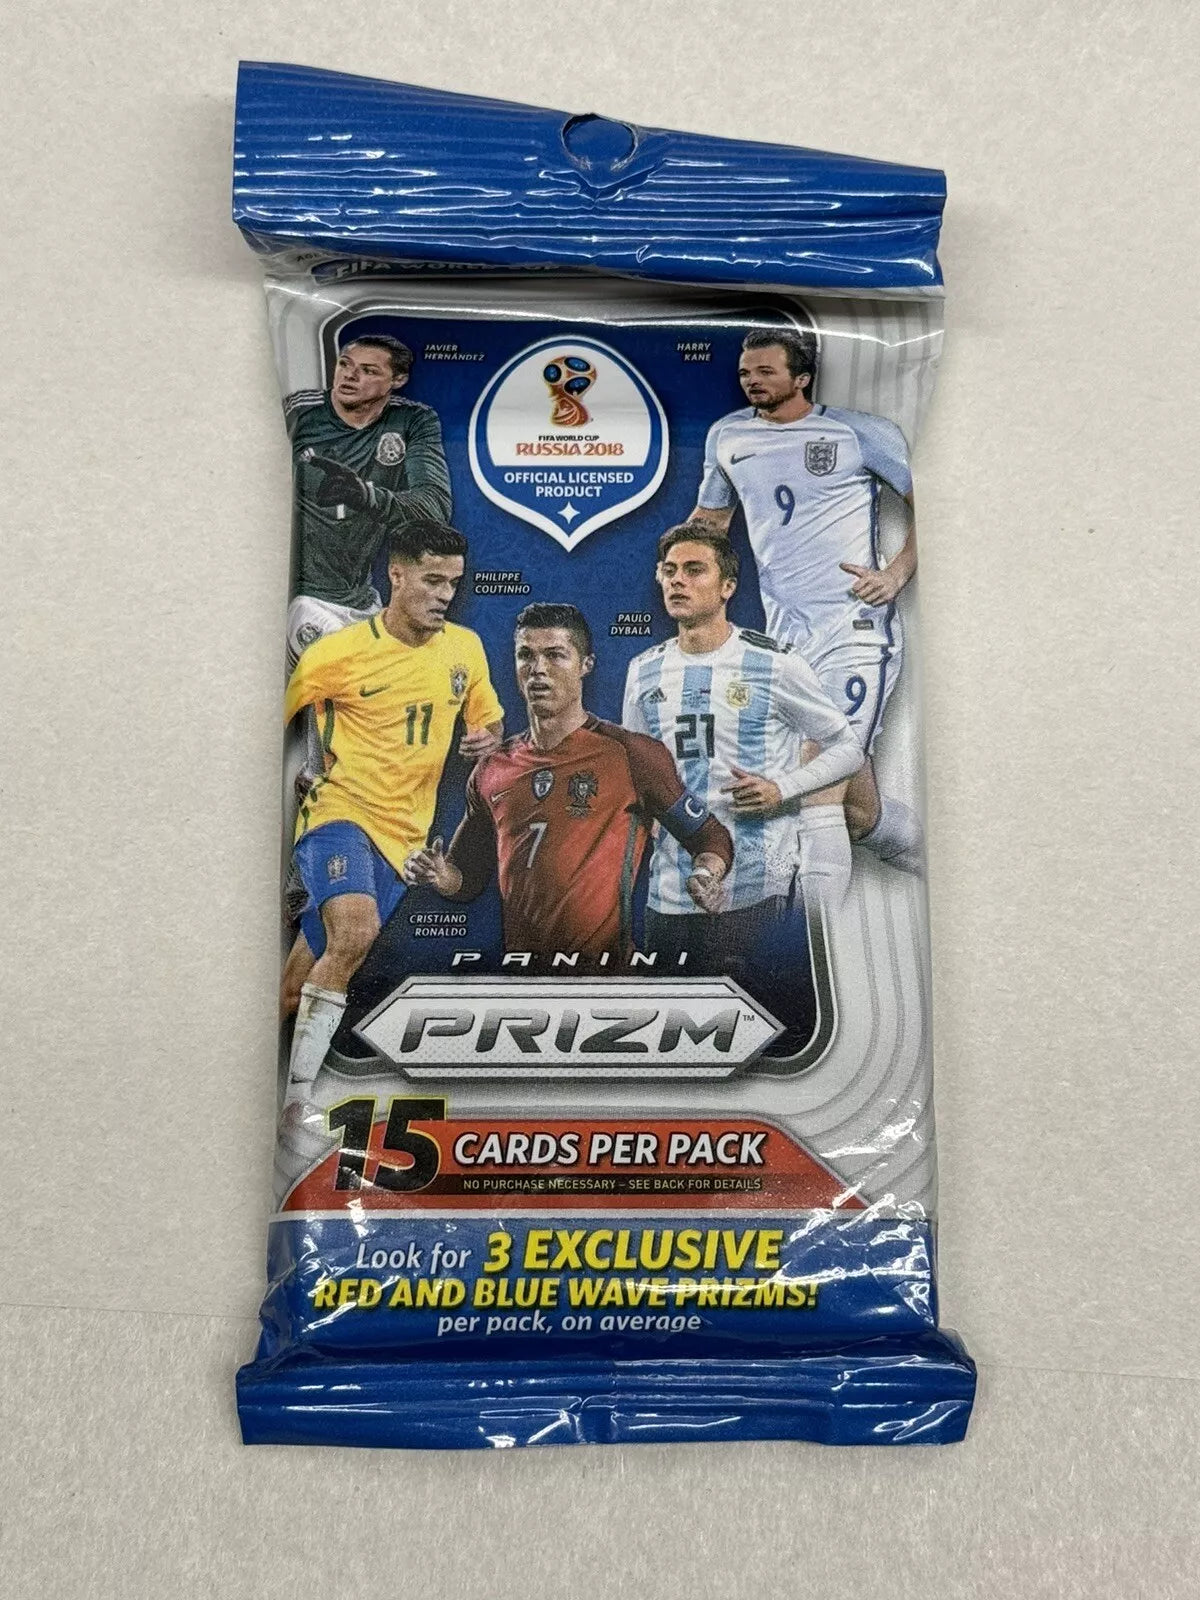 FIFA WORLD CUP
JAVIER
HERNÁNDEZ
HARRY
KANE
FIFA WORLD CUP
RUSSIA 2018
OFFICIAL LICENSED
PRODUCT
9
PHILIPPE
COUTINHO
PAULO
DYBALA
11
21
9
7
C
CRISTIANO
RONALDO
PANINI
PRIZM™
15 CARDS PER PACK
NO PURCHASE NECESSARY – SEE BACK FOR DETAILS
Look for 3 EXCLUSIVE
RED AND BLUE WAVE PRIZMS!
per pack, on average